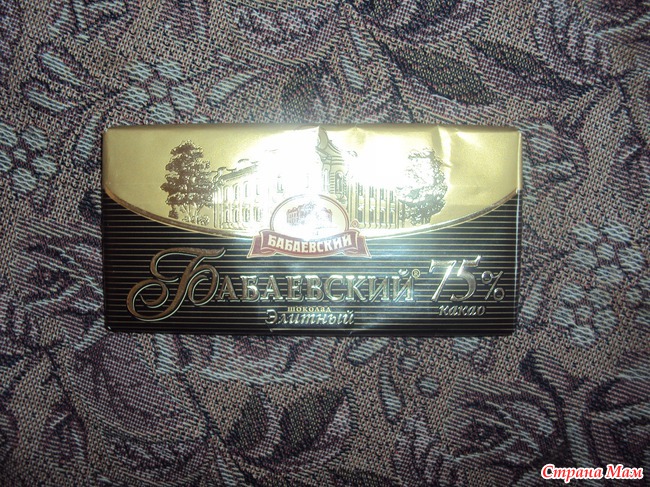 БАБАЕВСКИЙ
БАБАЕВСКИЙ® 75%
какао
шоколад
Элитный
Страна Мам